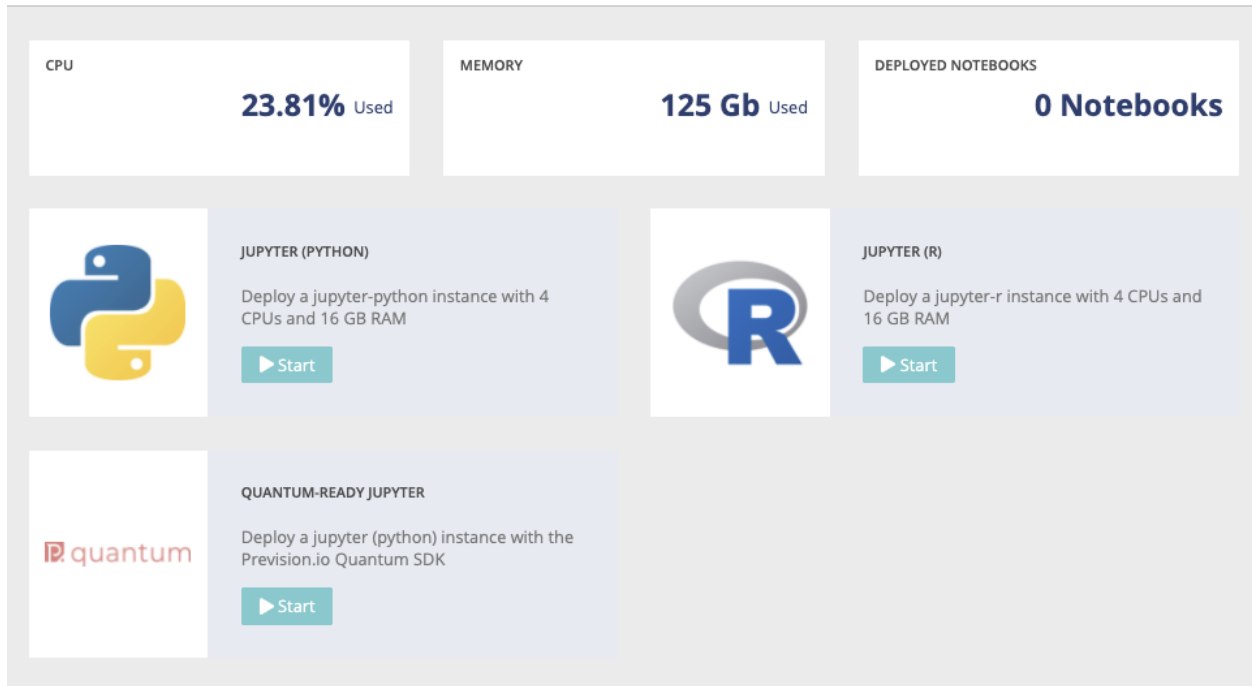 CPU
23.81% Used
MEMORY
125 Gb Used
DEPLOYED NOTEBOOKS
0 Notebooks
JUPYTER (PYTHON)
Deploy a jupyter-python instance with 4
CPUs and 16 GB RAM
Start
R
JUPYTER (R)
Deploy a jupyter-r instance with 4 CPUs and
16 GB RAM
Start
P. quantum
QUANTUM-READY JUPYTER
Deploy a jupyter (python) instance with the
Prevision.io Quantum SDK
Start